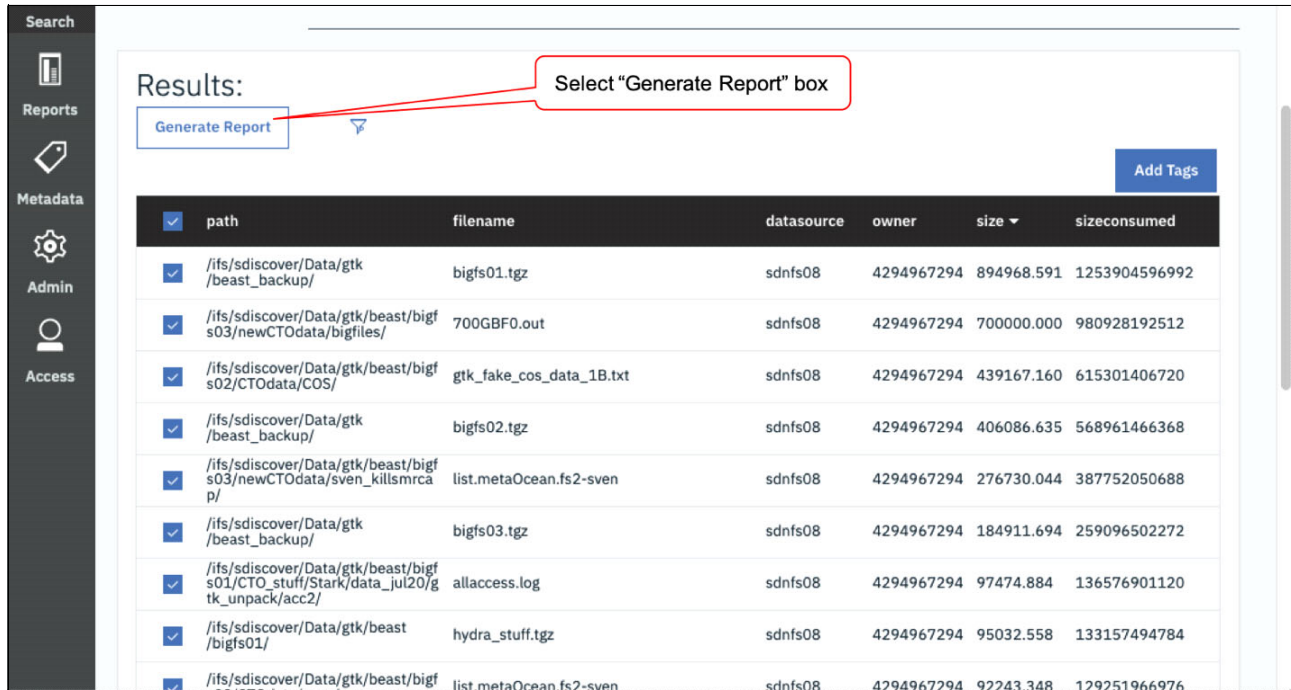 Search
Reports
Metadata
Admin
Access
Results:
Select “Generate Report” box
Generate Report
Add Tags
path filename datasource owner size sizeconsumed
/ifs/sdiscover/Data/gtk
/beast_backup/ bigfs01.tgz sdnfs08 4294967294 894968.591 1253904596992
/ifs/sdiscover/Data/gtk/beast/bigf
s03/newCTOdata/bigfiles/ 700GBF0.out sdnfs08 4294967294 700000.000 980928192512
/ifs/sdiscover/Data/gtk/beast/bigf
s02/CTOdata/COS/ gtk_fake_cos_data_1B.txt sdnfs08 4294967294 439167.160 615301406720
/ifs/sdiscover/Data/gtk
/beast_backup/ bigfs02.tgz sdnfs08 4294967294 406086.635 568961466368
/ifs/sdiscover/Data/gtk/beast/bigf
s03/newCTOdata/sven_killsmrca list.metaOcean.fs2-sven sdnfs08 4294967294 276730.044 387752050688
p/
/ifs/sdiscover/Data/gtk
/beast_backup/ bigfs03.tgz sdnfs08 4294967294 184911.694 259096502272
/ifs/sdiscover/Data/gtk/beast/bigf
s01/CTO_stuff/Stark/data_jul20/g allaccess.log sdnfs08 4294967294 97474.884 136576901120
tk_unpack/acc2/
/ifs/sdiscover/Data/gtk/beast
/bigfs01/ hydra_stuff.tgz sdnfs08 4294967294 95032.558 133157494784
/ifs/sdiscover/Data/gtk/beast/bigf
list.metaOcean.fs2-sven sdnfs08 4294967294 92243.348 129251966976